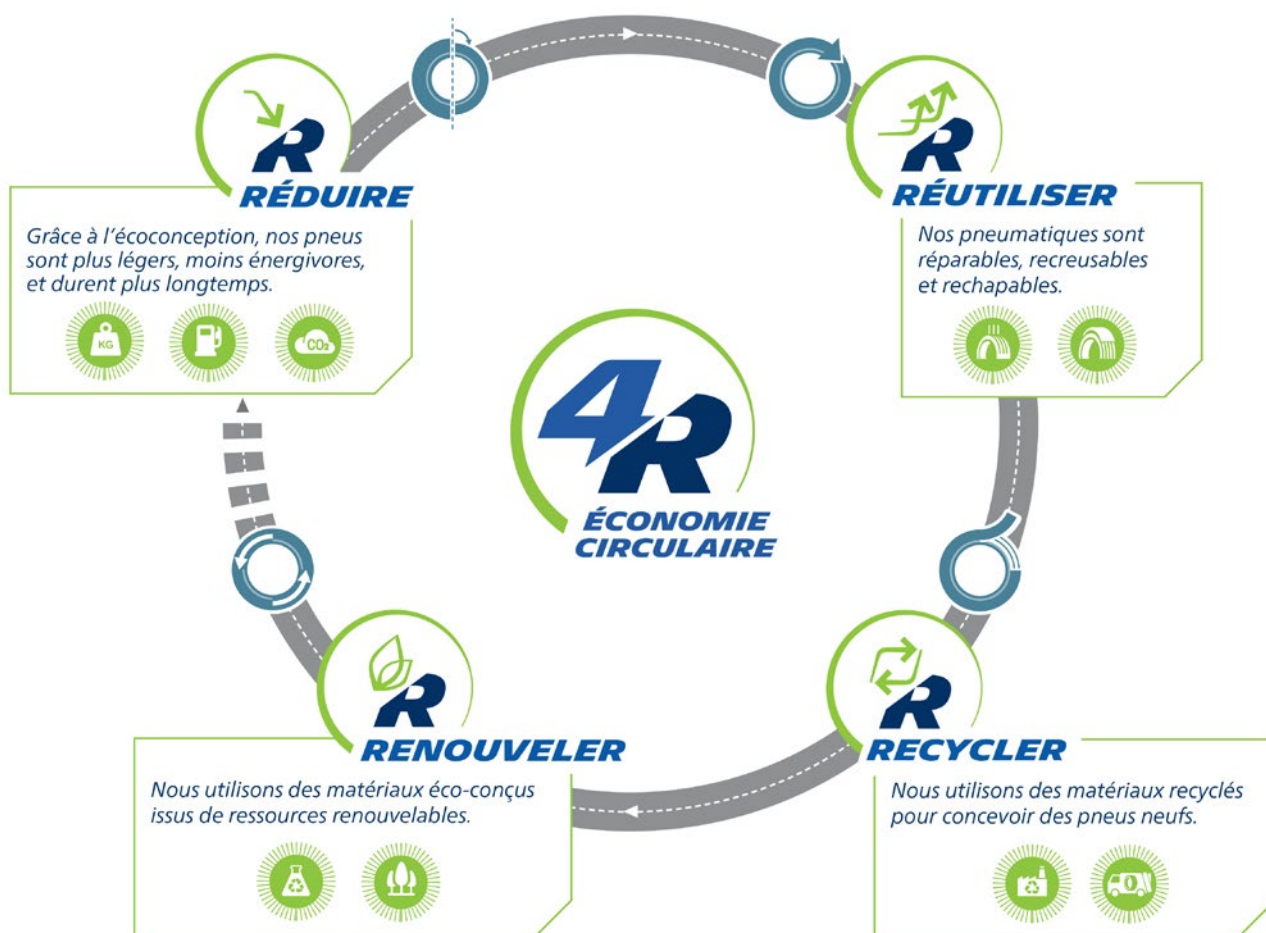 R
RÉDUIRE
Grâce à l'écoconception, nos pneus
sont plus légers, moins énergivores,
et durent plus longtemps.
KG
CO₂
R
RÉUTILISER
Nos pneumatiques sont
réparables, recreusables
et rechapables.
4R
ÉCONOMIE
CIRCULAIRE
R
RENOUVELER
Nous utilisons des matériaux éco-conçus
issus de ressources renouvelables.
R
RECYCLER
Nous utilisons des matériaux recyclés
pour concevoir des pneus neufs.